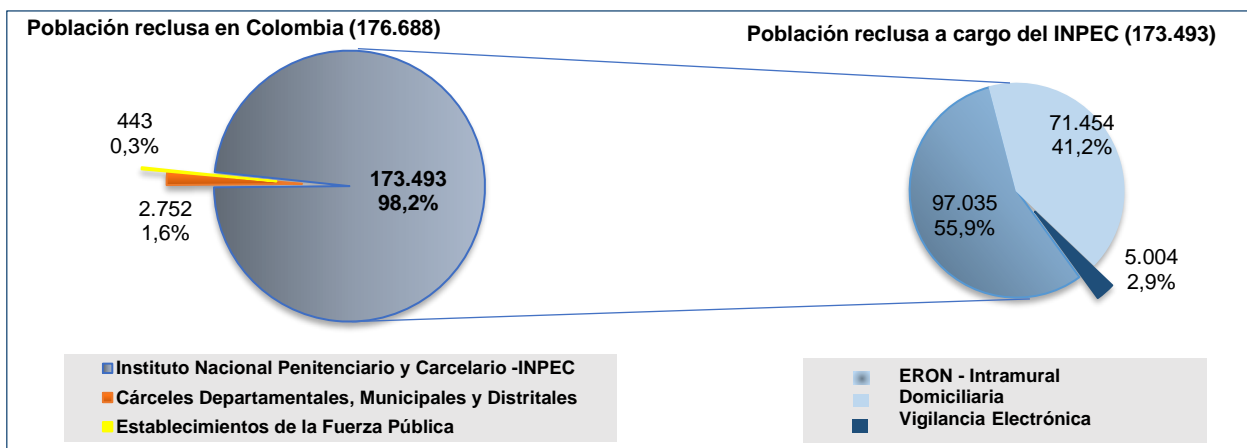 Población reclusa en Colombia (176.688)
443
0,3%
2.752
1,6%
173.493
98,2%
Instituto Nacional Penitenciario y Carcelario -INPEC
Cárceles Departamentales, Municipales y Distritales
Establecimientos de la Fuerza Pública
Población reclusa a cargo del INPEC (173.493)
71.454
41,2%
97.035
55,9%
5.004
2,9%
ERON - Intramural
Domiciliaria
Vigilancia Electrónica